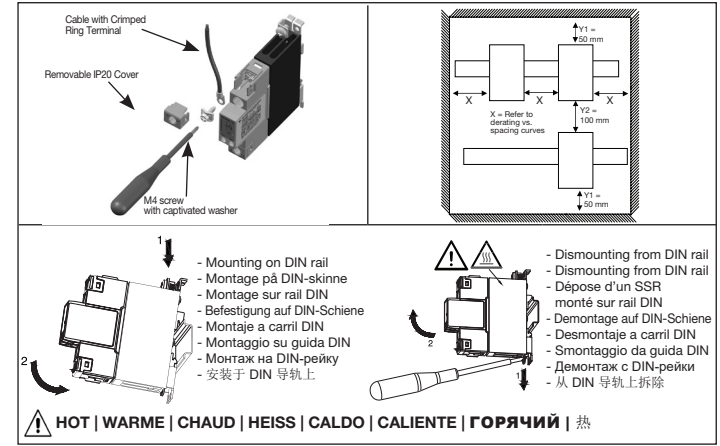 Cable with Crimped
Ring Terminal
Removable IP20 Cover
M4 screw
with captivated washer
Y1 =
50 mm
X
X
X
X = Refer to
derating vs.
spacing curves
Y2 =
100 mm
Y1 =
50 mm
1
2
- Mounting on DIN rail
- Montage på DIN-skinne
- Montage sur rail DIN
- Befestigung auf DIN-Schiene
- Montaje a carril DIN
- Montaggio su guida DIN
- Монтаж на DIN-рейку
- 安装于 DIN 导轨上
2
1
- Dismounting from DIN rail
- Dismounting from DIN rail
- Dépose d'un SSR
monté sur rail DIN
- Demontage auf DIN-Schiene
- Desmontaje a carril DIN
- Smontaggio da guida DIN
- Демонтаж с DIN-рейки
- 从 DIN 导轨上拆除
HOT | WARME | CHAUD | HEISS | CALDO | CALIENTE | ГОРЯЧИЙ | 热